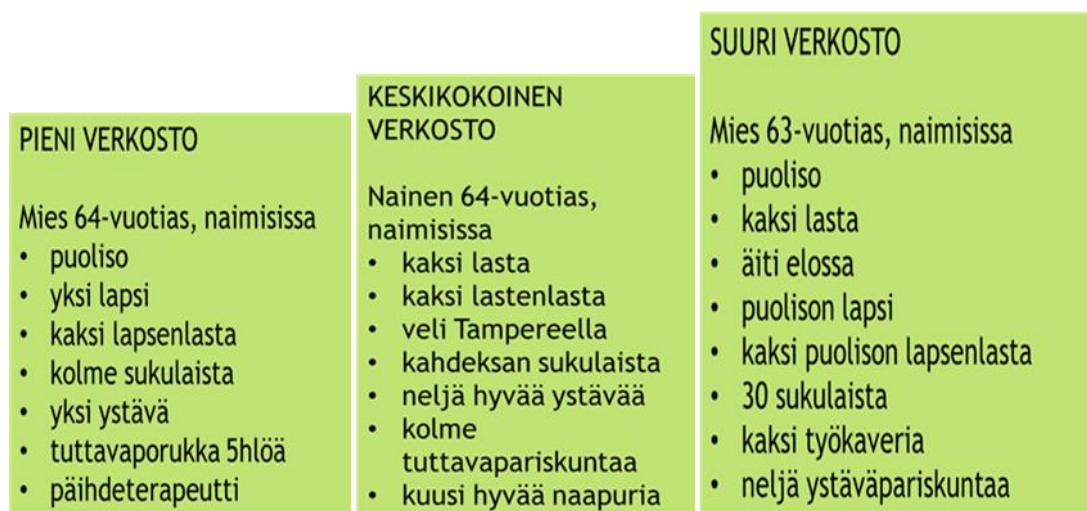 PIENI VERKOSTO
Mies 64-vuotias, naimisissa
• puoliso
• yksi lapsi
• kaksi lapsenlasta
• kolme sukulaista
• yksi ystävä
• tuttavaporukka 5hlöä
• päihdeterapeutti
KESKIKOKOINEN
VERKOSTO
Nainen 64-vuotias,
naimisissa
• kaksi lasta
• kaksi lastenlasta
• veli Tampereella
• kahdeksan sukulaista
• neljä hyvää ystävää
• kolme
tuttavapariskuntaa
• kuusi hyvää naapuria
SUURI VERKOSTO
Mies 63-vuotias, naimisissa
• puoliso
• kaksi lasta
• äiti elossa
• puolison lapsi
• kaksi puolison lapsenlasta
• 30 sukulaista
• kaksi työkaveria
• neljä ystäväpariskuntaa